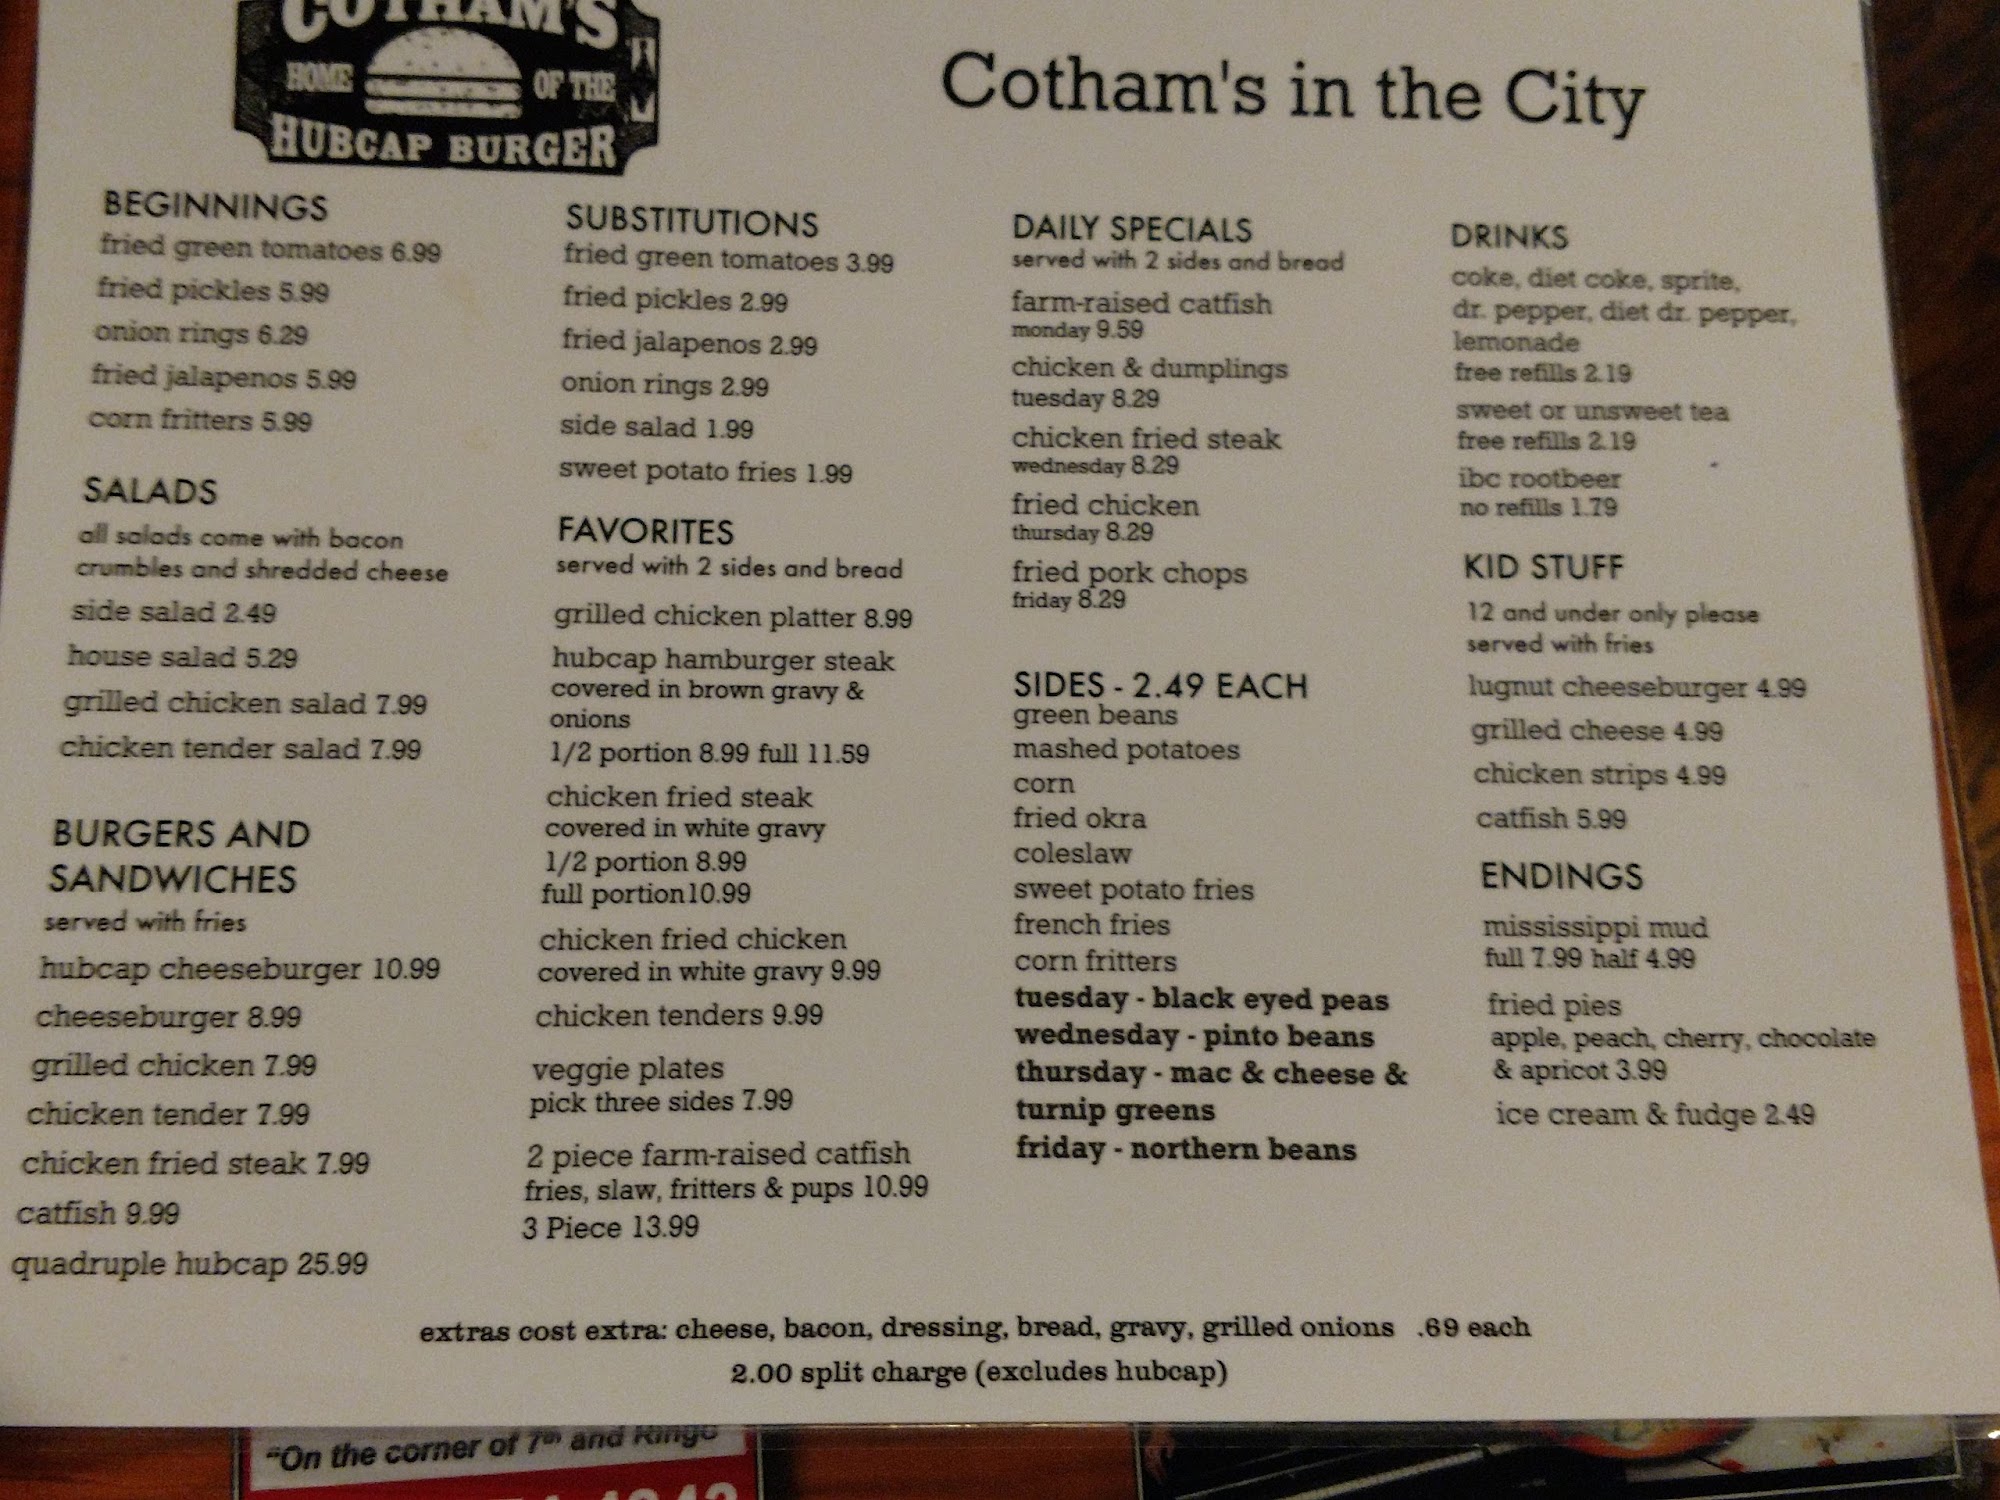 COTHAM'S
HOME OF THE
HUBCAP BURGER
Cotham's in the City
BEGINNINGS
fried green tomatoes 6.99
fried pickles 5.99
onion rings 6.29
fried jalapenos 5.99
corn fritters 5.99
SALADS
all salads come with bacon
crumbles and shredded cheese
side salad 2.49
house salad 5.29
grilled chicken salad 7.99
chicken tender salad 7.99
BURGERS AND
SANDWICHES
served with fries
hubcap cheeseburger 10.99
cheeseburger 8.99
grilled chicken 7.99
chicken tender 7.99
chicken fried steak 7.99
catfish 9.99
quadruple hubcap 25.99
SUBSTITUTIONS
fried green tomatoes 3.99
fried pickles 2.99
fried jalapenos 2.99
onion rings 2.99
side salad 1.99
sweet potato fries 1.99
FAVORITES
served with 2 sides and bread
grilled chicken platter 8.99
hubcap hamburger steak
covered in brown gravy &
onions
1/2 portion 8.99 full 11.59
chicken fried steak
covered in white gravy
1/2 portion 8.99
full portion10.99
chicken fried chicken
covered in white gravy 9.99
chicken tenders 9.99
veggie plates
pick three sides 7.99
2 piece farm-raised catfish
fries, slaw, fritters & pups 10.99
3 Piece 13.99
DAILY SPECIALS
served with 2 sides and bread
farm-raised catfish
monday 9.59
chicken & dumplings
tuesday 8.29
chicken fried steak
wednesday 8.29
fried chicken
thursday 8.29
fried pork chops
friday 8.29
SIDES - 2.49 EACH
green beans
mashed potatoes
corn
fried okra
coleslaw
sweet potato fries
french fries
corn fritters
tuesday - black eyed peas
wednesday - pinto beans
thursday - mac & cheese &
turnip greens
friday - northern beans
DRINKS
coke, diet coke, sprite,
dr. pepper, diet dr. pepper,
lemonade
free refills 2.19
sweet or unsweet tea
free refills 2.19
ibc rootbeer
no refills 1.79
KID STUFF
12 and under only please
served with fries
lugnut cheeseburger 4.99
grilled cheese 4.99
chicken strips 4.99
catfish 5.99
ENDINGS
mississippi mud
full 7.99 half 4.99
fried pies
apple, peach, cherry, chocolate
& apricot 3.99
ice cream & fudge 2.49
extras cost extra: cheese, bacon, dressing, bread, gravy, grilled onions .69 each
2.00 split charge (excludes hubcap)
"On the corner of 7th and Ringo